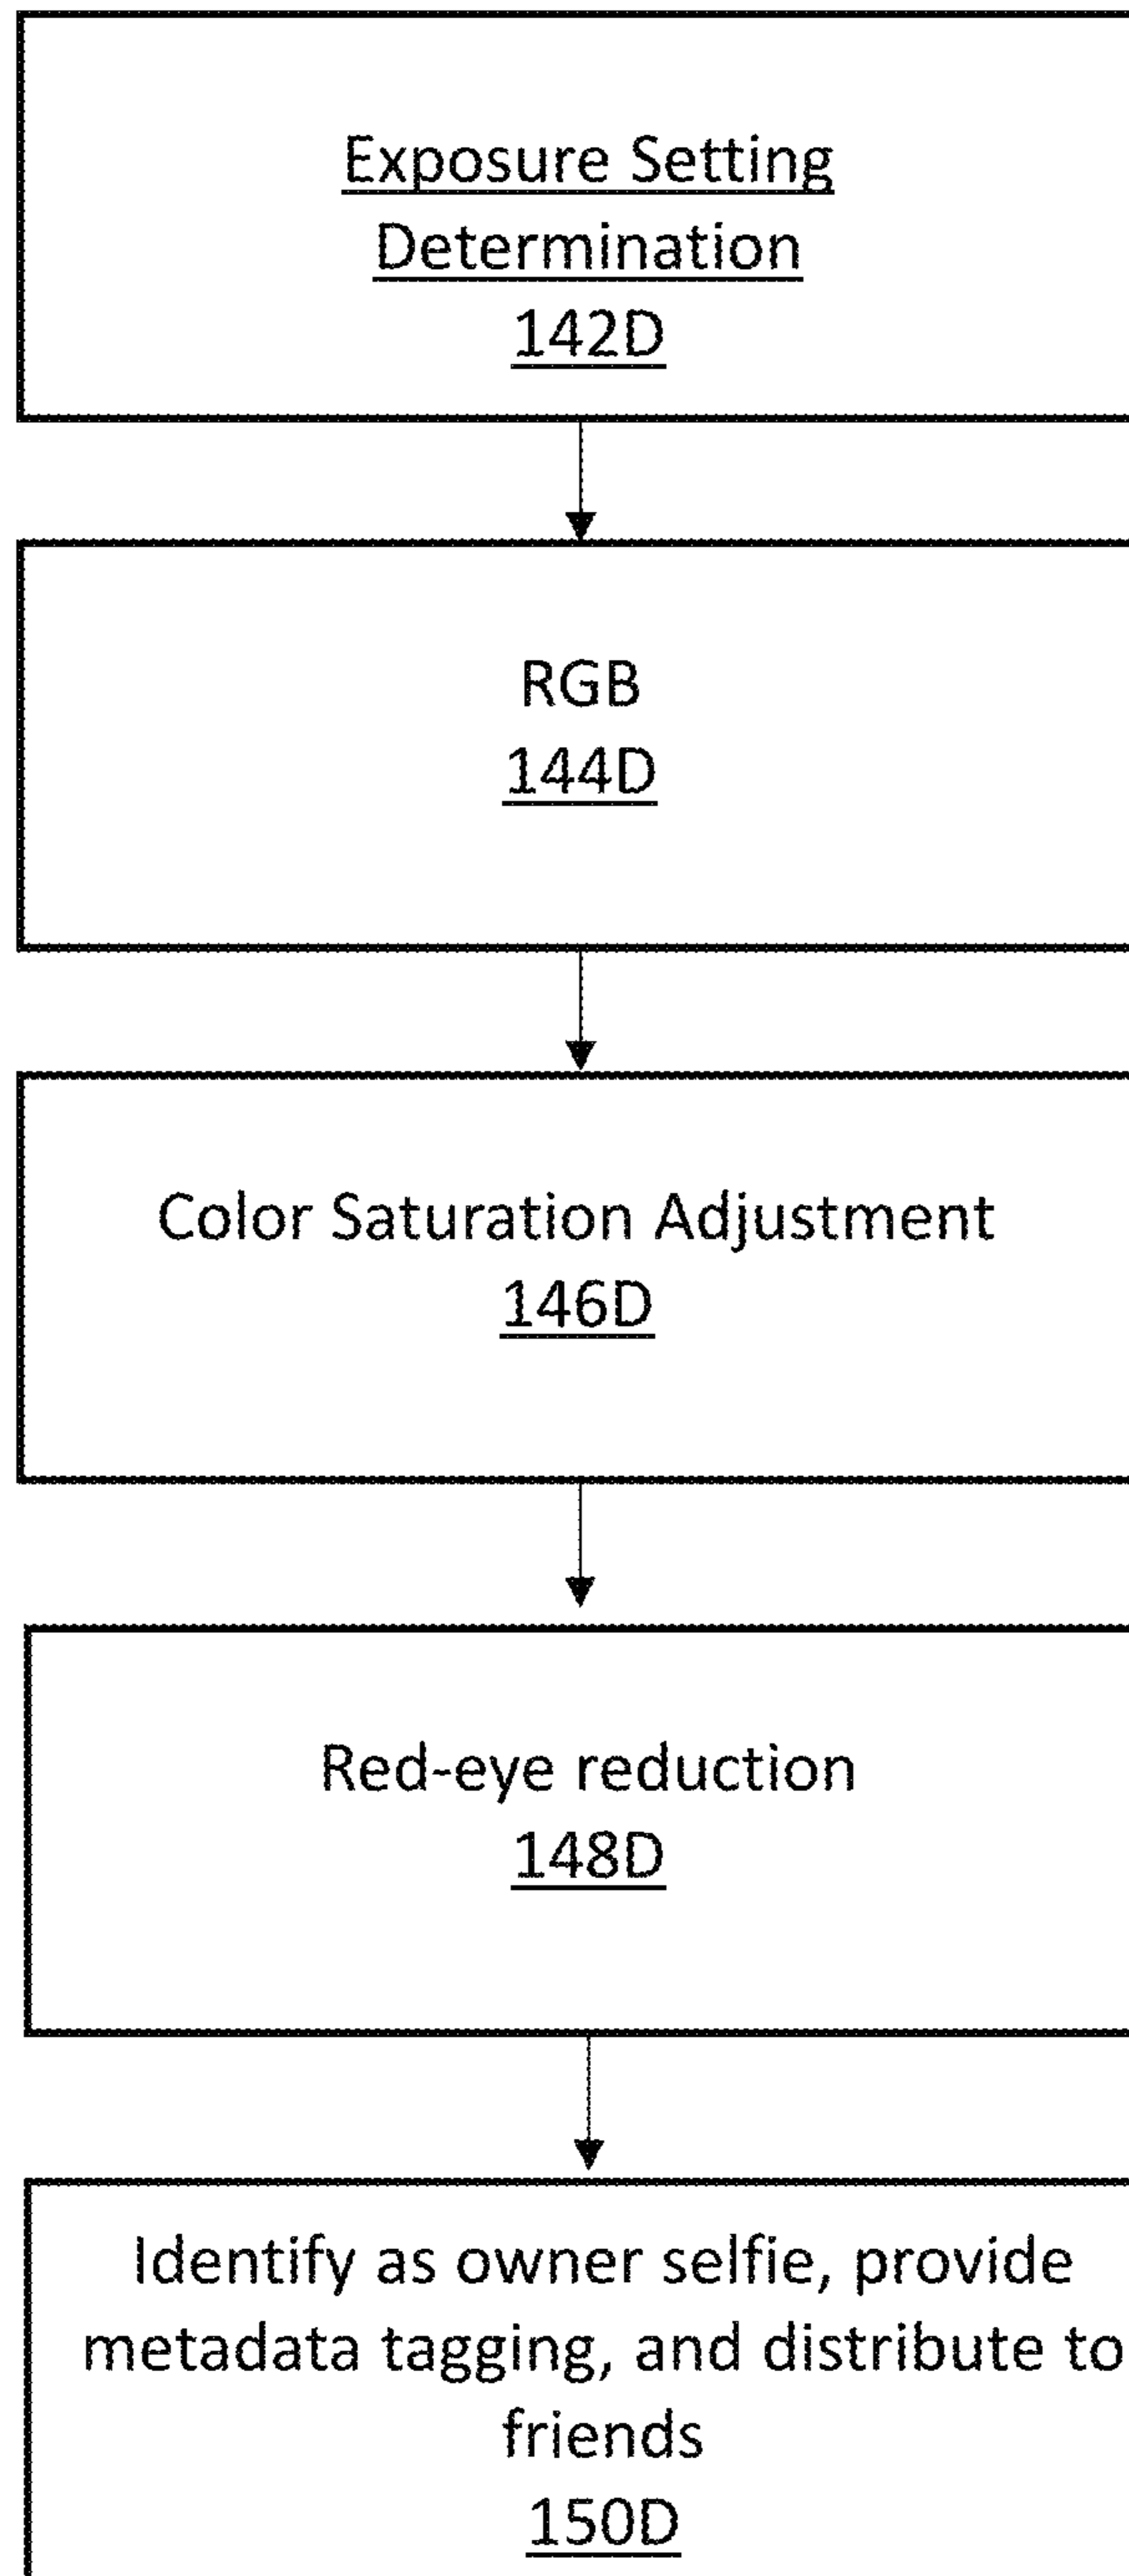 Exposure Setting
Determination
142D
RGB
144D
Color Saturation Adjustment
146D
Red-eye reduction
148D
Identify as owner selfie, provide
metadata tagging, and distribute to
friends
150D